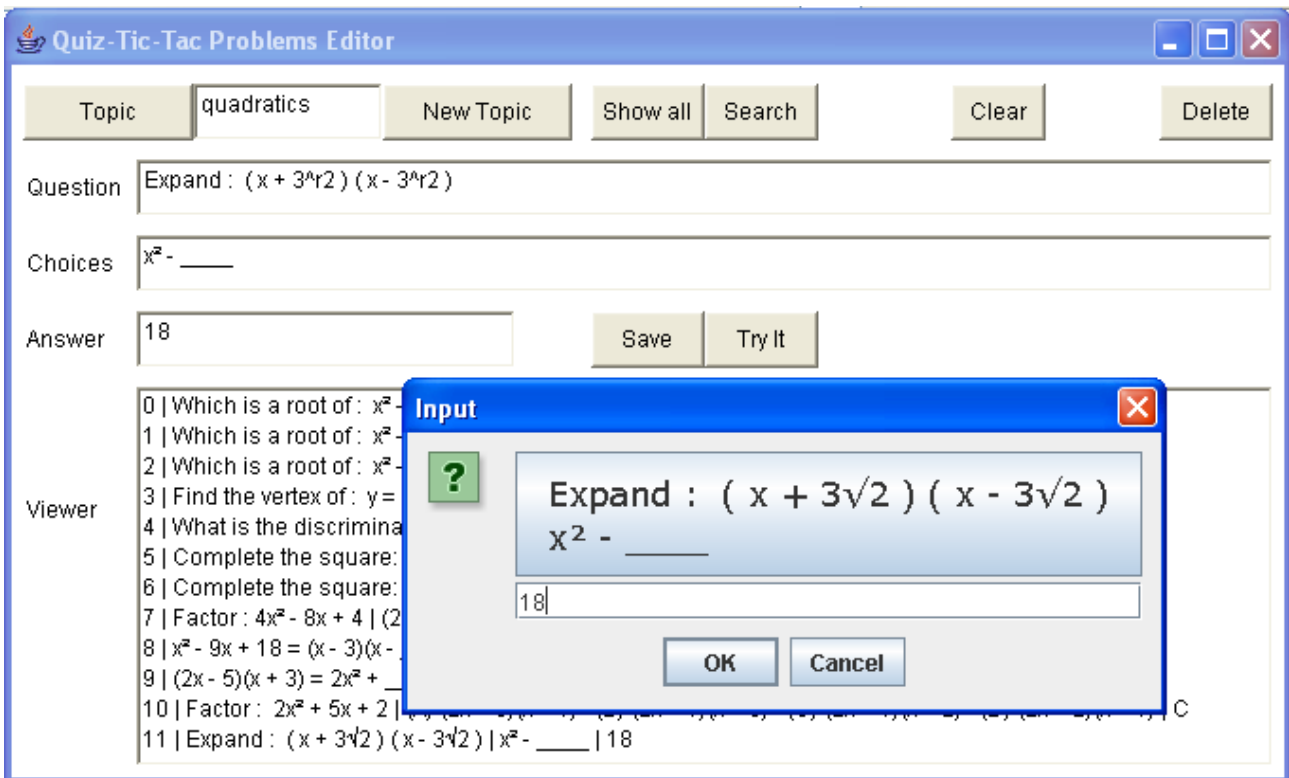 Quiz-Tic-Tac Problems Editor
Topic quadratics New Topic Show all Search Clear Delete
Question Expand : ( x + 3^r2 ) ( x - 3^r2 )
Choices x² - ____
Answer 18 Save Try It
Viewer
0 | Which is a root of : x² -
1 | Which is a root of : x² -
2 | Which is a root of : x² -
3 | Find the vertex of : y =
4 | What is the discrimina
5 | Complete the square:
6 | Complete the square:
7 | Factor : 4x² - 8x + 4 | (2
8 | x² - 9x + 18 = (x - 3)(x -
9 | (2x - 5)(x + 3) = 2x² + __
10 | Factor : 2x² + 5x + 2 | C
11 | Expand : ( x + 3√2 ) ( x - 3√2 ) | x² - ____ | 18
Input
?
Expand : ( x + 3√2 ) ( x - 3√2 )
x² - ____
18
OK Cancel